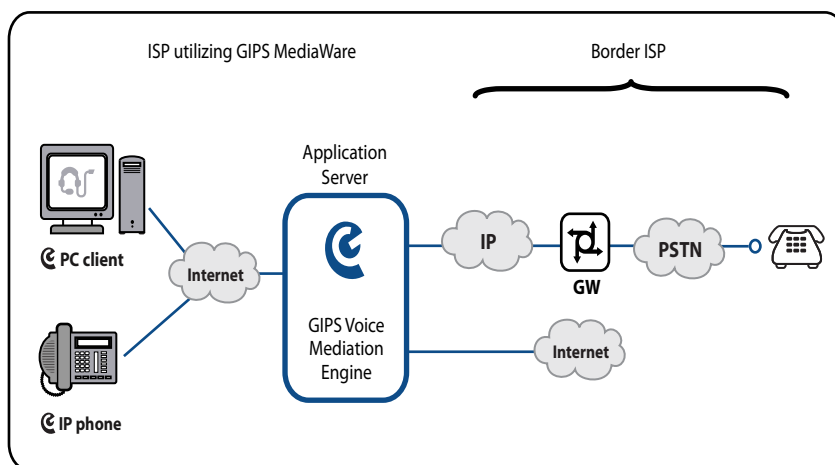 ISP utilizing GIPS MediaWare
Border ISP
Application
Server
PC client
Internet
IP phone
GIPS Voice
Mediation
Engine
IP
GW
PSTN
Internet